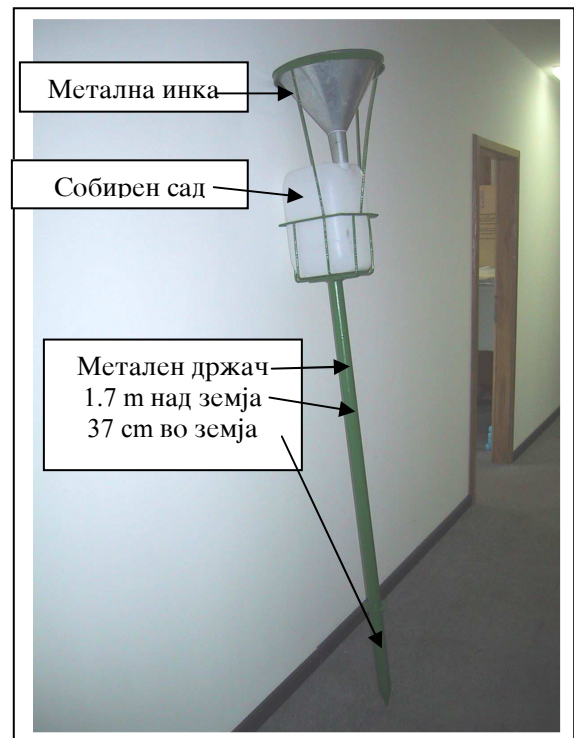 Метална инка
Собирен сад
Метален држач
1.7 m над земја
37 cm во земја